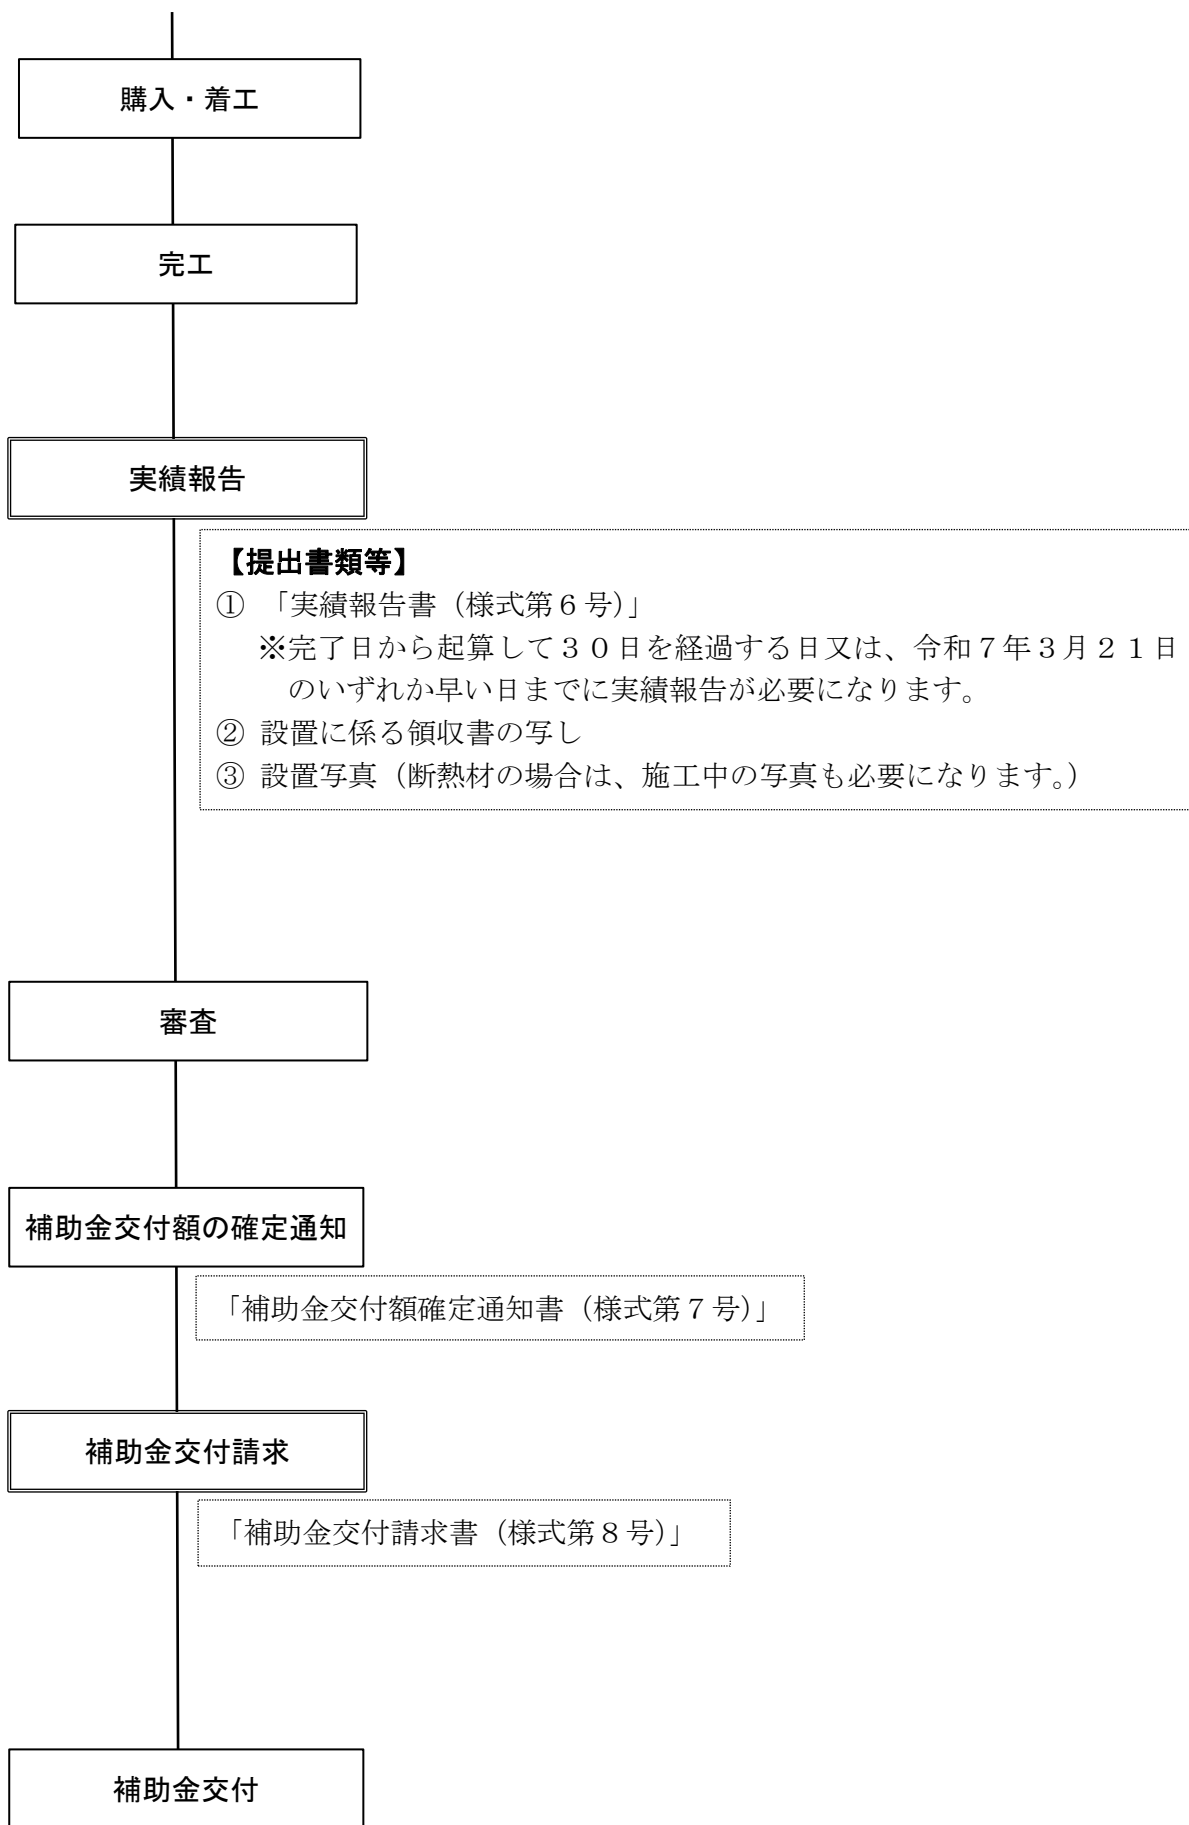 購入・着工
完工
実績報告
【提出書類等】
① 「実績報告書（様式第６号）」
※完了日から起算して３０日を経過する日又は、令和７年３月２１日
のいずれか早い日までに実績報告が必要になります。
② 設置に係る領収書の写し
③ 設置写真（断熱材の場合は、施工中の写真も必要になります。）
審査
補助金交付額の確定通知
「補助金交付額確定通知書（様式第７号）」
補助金交付請求
「補助金交付請求書（様式第８号）」
補助金交付